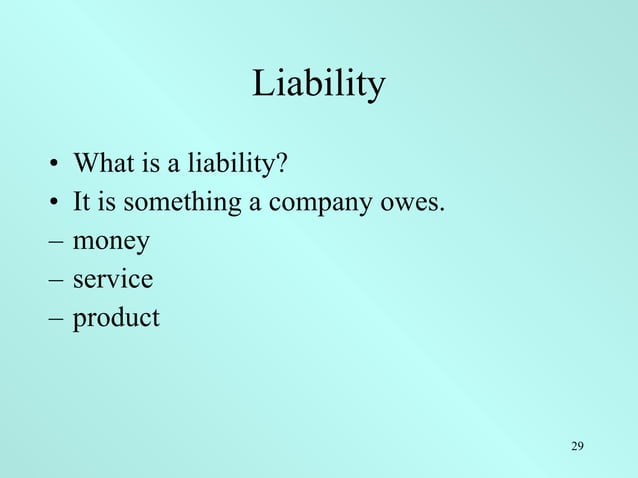 Liability
• What is a liability?
• It is something a company owes.
– money
– service
– product
29